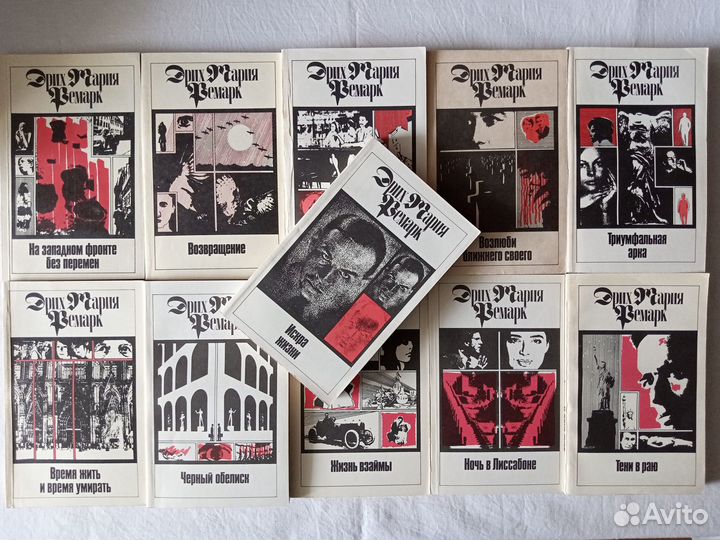 Эрих Мария
Ремарк
На западном фронте
без перемен
Эрих Мария
Ремарк
Возвращение
Эрих Мария
Ремарк
Эрих Мария
Ремарк
Возлюби
ближнего своего
Эрих Мария
Ремарк
Триумфальная
арка
Эрих Мария
Ремарк
Искра
жизни
Эрих Мария
Ремарк
Время жить
и время умирать
Эрих Мария
Ремарк
Черный обелиск
Жизнь взаймы
Эрих Мария
Ремарк
Ночь в Лиссабоне
Эрих Мария
Ремарк
Тени в раю
Avito